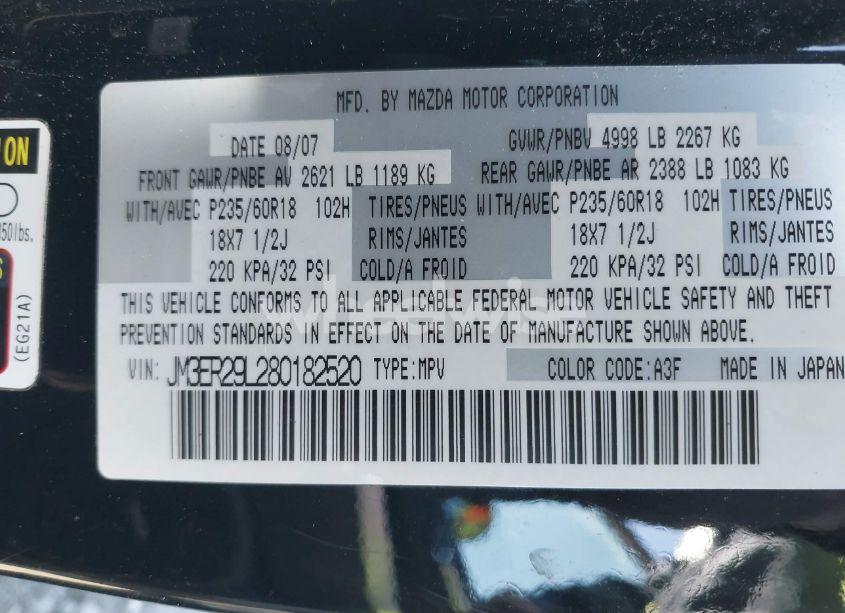 ON
50lbs.
S
(EG21A)
MFD. BY MAZDA MOTOR CORPORATION
DATE 08/07 GVWR/PNBV 4998 LB 2267 KG
FRONT GAWR/PNBE AV 2621 LB 1189 KG REAR GAWR/PNBE AR 2388 LB 1083 KG
WITH/AVEC P235/60R18 102H TIRES/PNEUS WITH/AVEC P235/60R18 102H TIRES/PNEUS
18X7 1/2J RIMS/JANTES 18X7 1/2J RIMS/JANTES
220 KPA/32 PSI COLD/A FROID 220 KPA/32 PSI COLD/A FROID
THIS VEHICLE CONFORMS TO ALL APPLICABLE FEDERAL MOTOR VEHICLE SAFETY AND THEFT
PREVENTION STANDARDS IN EFFECT ON THE DATE OF MANUFACTURE SHOWN ABOVE.
VIN: JM3ER29L280182520 TYPE:MPV COLOR CODE:A3F MADE IN JAPAN
wheelwise